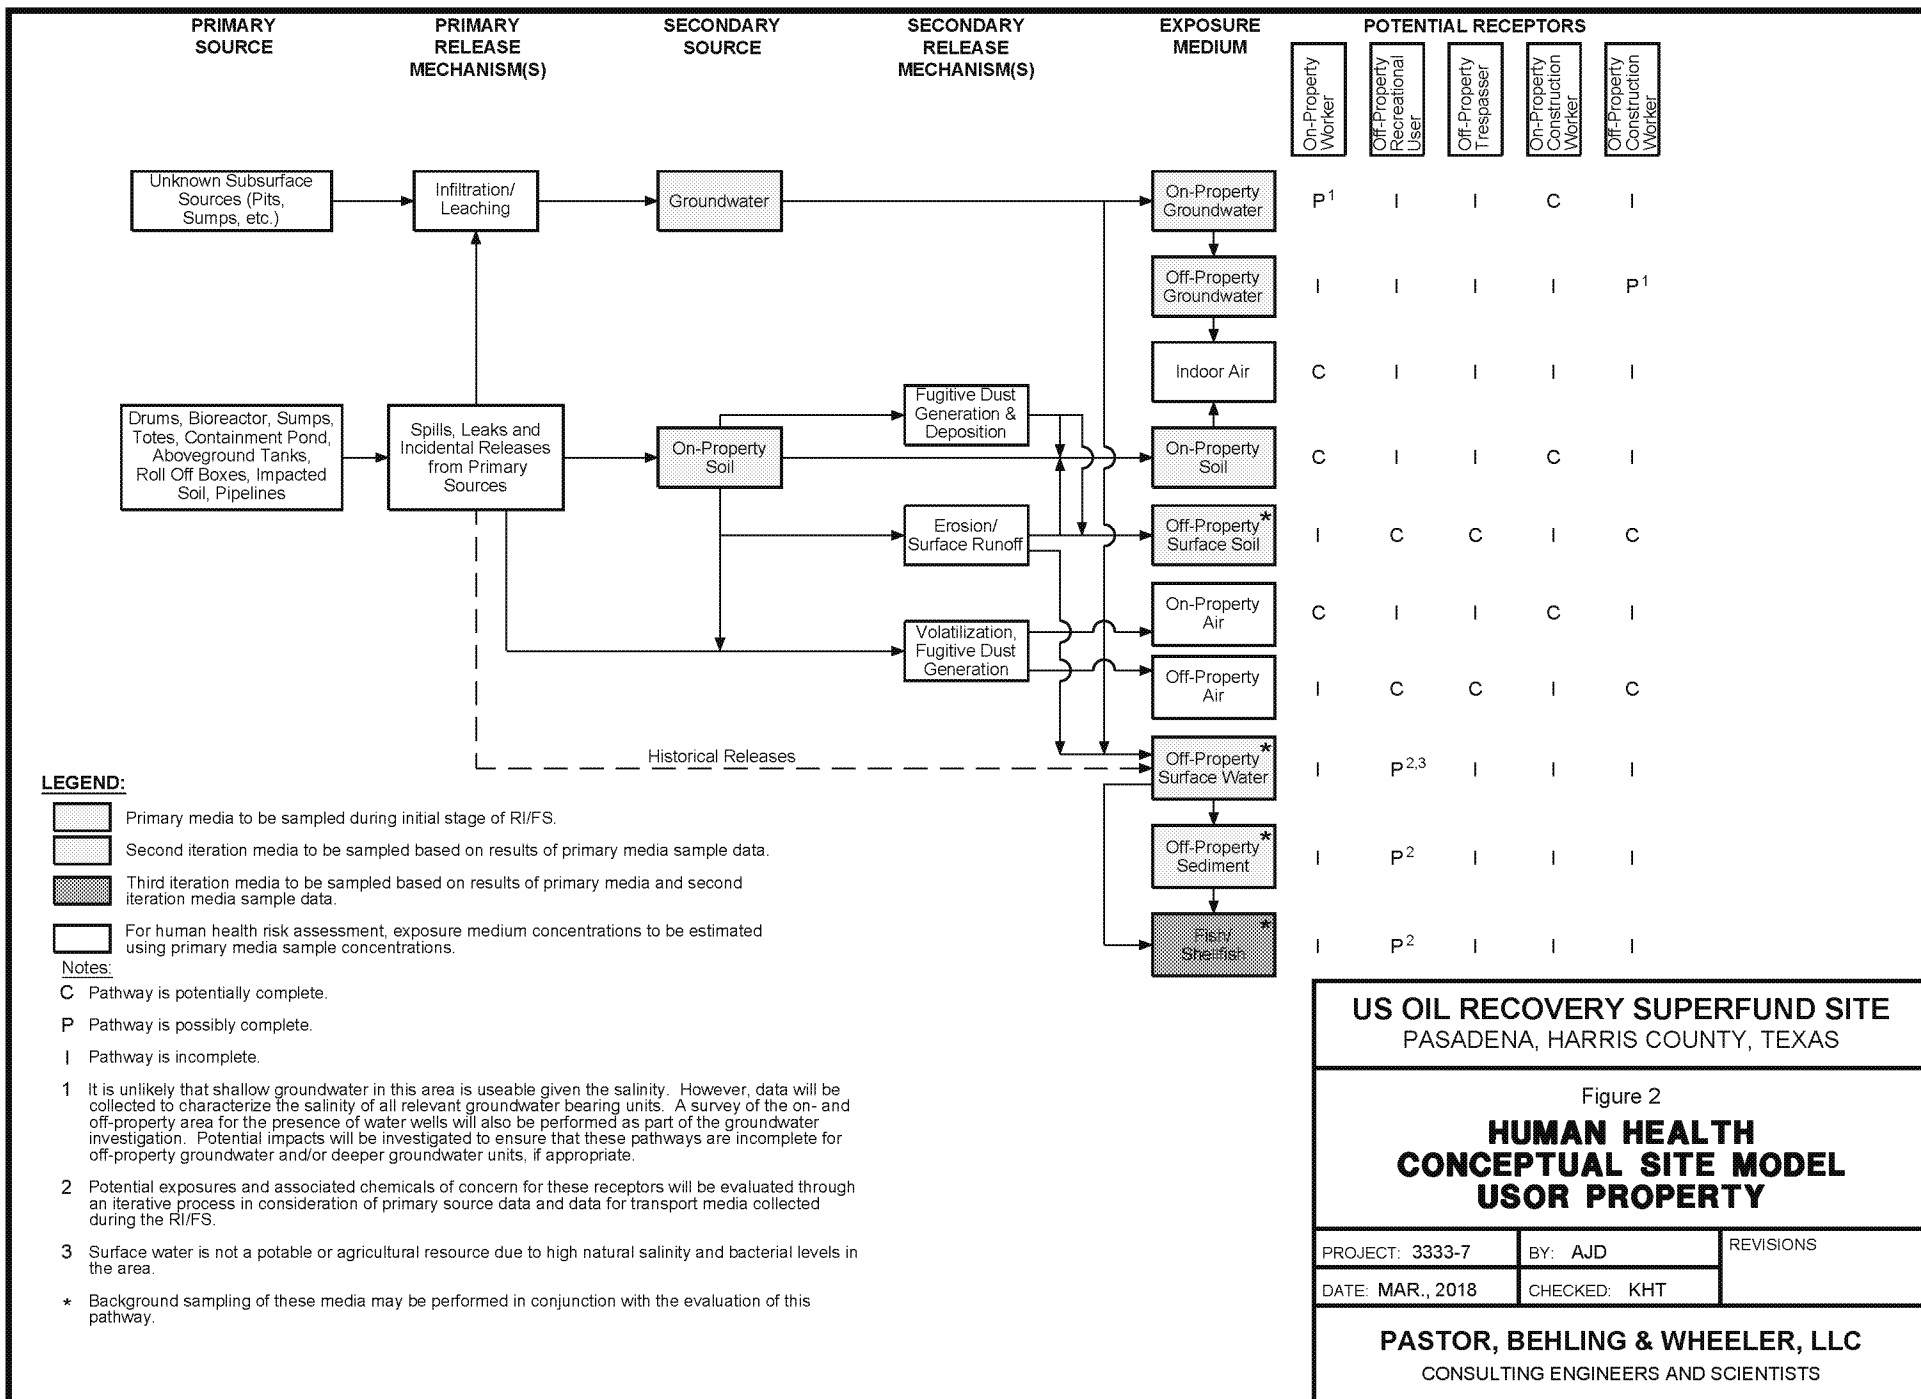 PRIMARY
SOURCE
PRIMARY
RELEASE
MECHANISM(S)
SECONDARY
SOURCE
SECONDARY
RELEASE
MECHANISM(S)
EXPOSURE
MEDIUM
POTENTIAL RECEPTORS
On-Property
Worker
Off-Property
Recreational
User
Off-Property
Trespasser
On-Property
Construction
Worker
Off-Property
Construction
Worker
Unknown Subsurface
Sources (Pits,
Sumps, etc.)
Infiltration/
Leaching
Groundwater
On-Property
Groundwater
P1 I I C I
Off-Property
Groundwater
I I I I P1
Indoor Air
C I I I I
Drums, Bioreactor, Sumps,
Totes, Containment Pond,
Aboveground Tanks,
Roll Off Boxes, Impacted
Soil, Pipelines
Spills, Leaks and
Incidental Releases
from Primary
Sources
On-Property
Soil
Fugitive Dust
Generation &
Deposition
On-Property
Soil
C I I C I
Erosion/
Surface Runoff
Off-Property *
Surface Soil
I C C I C
Volatilization,
Fugitive Dust
Generation
On-Property
Air
C I I C I
Off-Property
Air
I C C I C
Historical Releases
Off-Property *
Surface Water
I P2,3 I I I
Off-Property *
Sediment
I P2 I I I
Fish/ *
Shellfish
I P2 I I I
LEGEND:
Primary media to be sampled during initial stage of RI/FS.
Second iteration media to be sampled based on results of primary media sample data.
Third iteration media to be sampled based on results of primary media and second
iteration media sample data.
For human health risk assessment, exposure medium concentrations to be estimated
using primary media sample concentrations.
Notes:
C Pathway is potentially complete.
P Pathway is possibly complete.
I Pathway is incomplete.
1 It is unlikely that shallow groundwater in this area is useable given the salinity. However, data will be
collected to characterize the salinity of all relevant groundwater bearing units. A survey of the on- and
off-property area for the presence of water wells will also be performed as part of the groundwater
investigation. Potential impacts will be investigated to ensure that these pathways are incomplete for
off-property groundwater and/or deeper groundwater units, if appropriate.
2 Potential exposures and associated chemicals of concern for these receptors will be evaluated through
an iterative process in consideration of primary source data and data for transport media collected
during the RI/FS.
3 Surface water is not a potable or agricultural resource due to high natural salinity and bacterial levels in
the area.
* Background sampling of these media may be performed in conjunction with the evaluation of this
pathway.
US OIL RECOVERY SUPERFUND SITE
PASADENA, HARRIS COUNTY, TEXAS
Figure 2
HUMAN HEALTH
CONCEPTUAL SITE MODEL
USOR PROPERTY
PROJECT: 3333-7
BY: AJD
REVISIONS
DATE: MAR., 2018
CHECKED: KHT
PASTOR, BEHLING & WHEELER, LLC
CONSULTING ENGINEERS AND SCIENTISTS